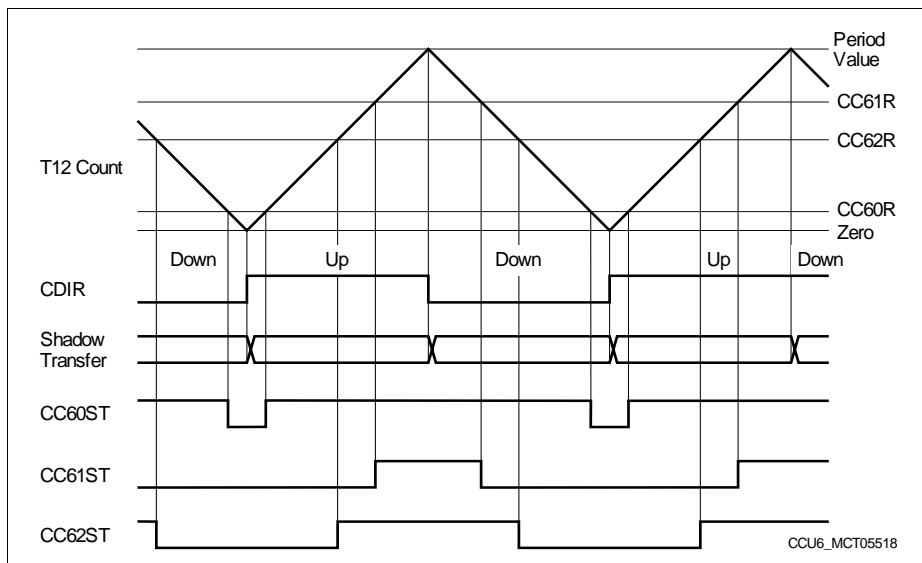 Period
Value
CC61R
CC62R
T12 Count
CC60R
Zero
Down Up Down Up Down
CDIR
Shadow
Transfer
CC60ST
CC61ST
CC62ST
CCU6_MCT05518